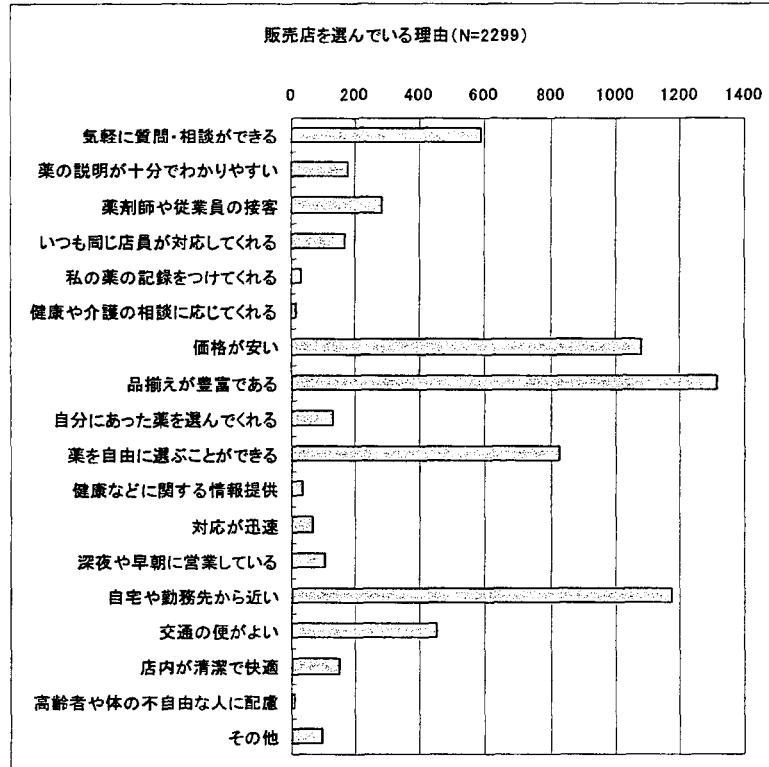 販売店を選んでいる理由(N=2299)
0 200 400 600 800 1000 1200 1400
気軽に質問・相談ができる
薬の説明が十分でわかりやすい
薬剤師や従業員の接客
いつも同じ店員が対応してくれる
私の薬の記録をつけてくれる
健康や介護の相談に応じてくれる
価格が安い
品揃えが豊富である
自分にあった薬を選んでくれる
薬を自由に選ぶことができる
健康などに関する情報提供
対応が迅速
深夜や早朝に営業している
自宅や勤務先から近い
交通の便がよい
店内が清潔で快適
高齢者や体の不自由な人に配慮
その他